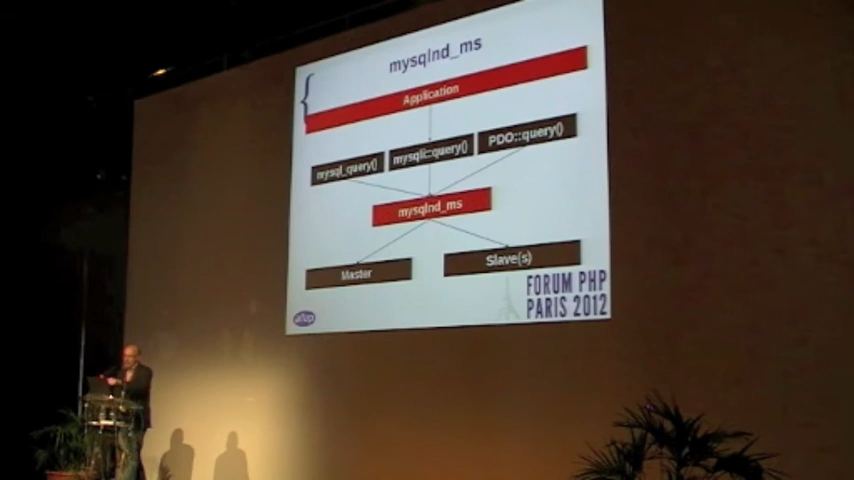 mysqlnd_ms
Application
mysql_query()
mysqli::query()
PDO::query()
mysqlnd_ms
Master
Slave(s)
FORUM PHP
PARIS 2012
afup